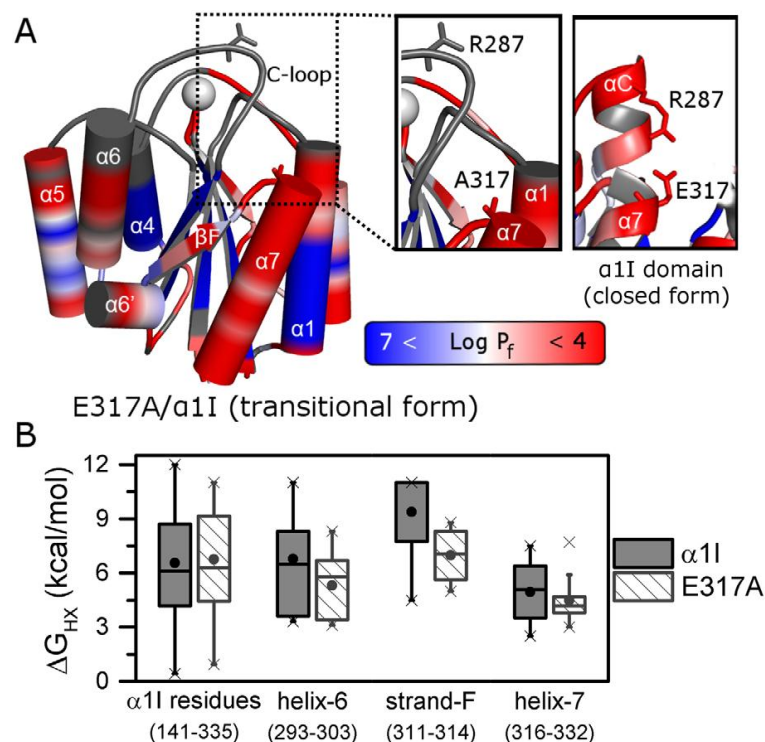 A
C-loop
R287
αC
R287
α6
α5
α4
βF
α7
α1
α6'
α1
A317
α7
E317
α7
α1I domain
(closed form)
7 < Log Pf < 4
E317A/α1I (transitional form)
B
ΔGHX (kcal/mol)
12
9
6
3
0
α1I
E317A
α1I residues
(141-335)
helix-6
(293-303)
strand-F
(311-314)
helix-7
(316-332)